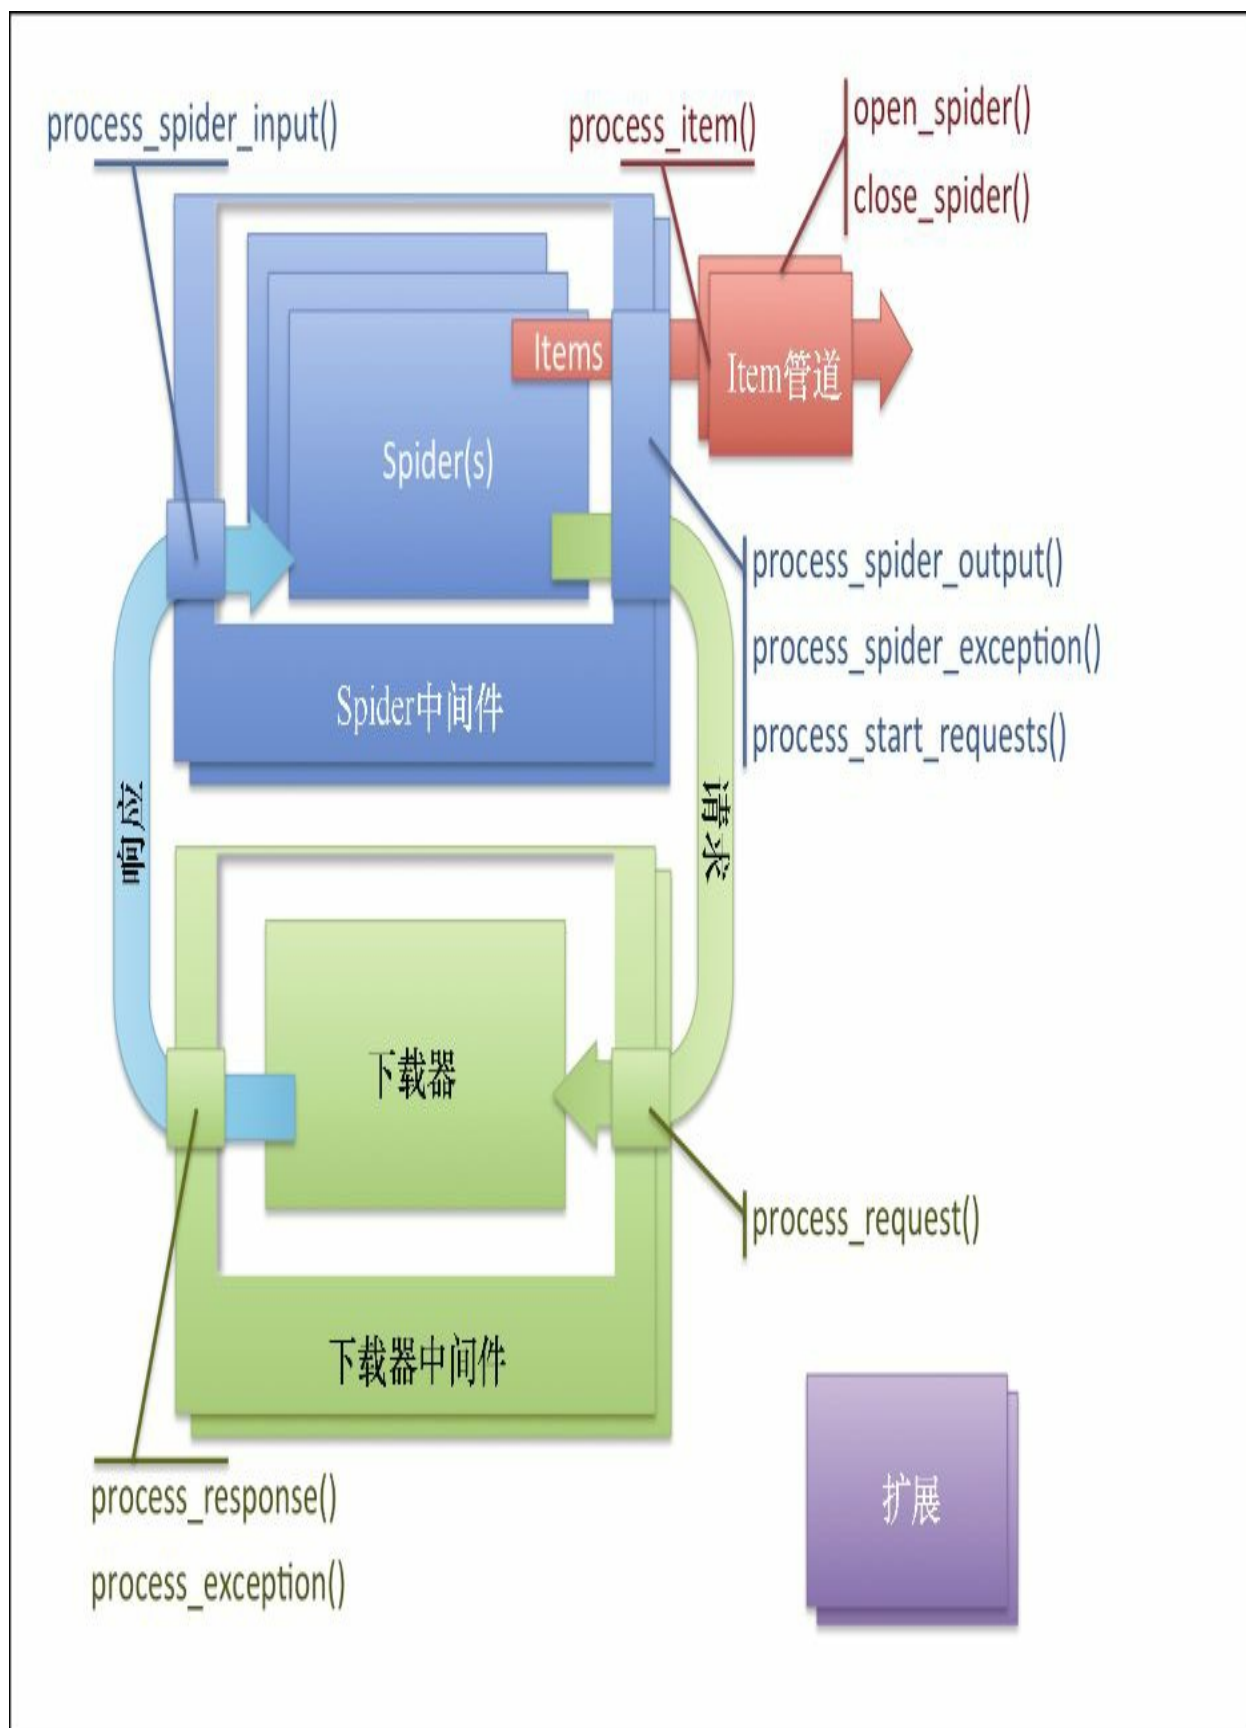 process_spider_input()
process_item()
open_spider()
close_spider()
Items
Item管道
Spider(s)
process_spider_output()
process_spider_exception()
process_start_requests()
Spider中间件
响应
请求
下载器
process_request()
下载器中间件
process_response()
process_exception()
扩展